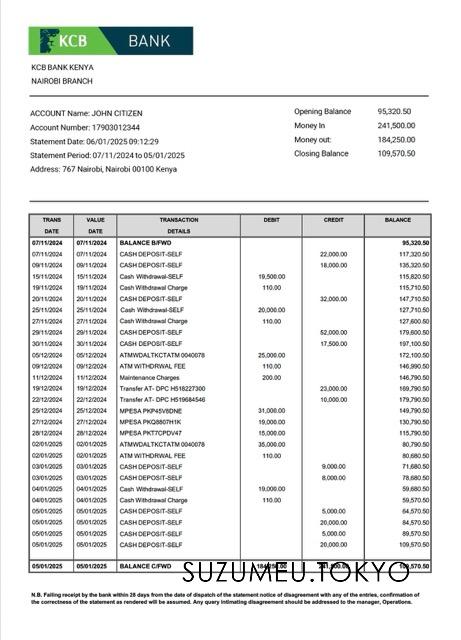 KCB BANK
KCB BANK KENYA
NAIROBI BRANCH
ACCOUNT Name: JOHN CITIZEN
Account Number: 17903012344
Statement Date: 06/01/2025 09:12:29
Statement Period: 07/11/2024 to 05/01/2025
Address: 767 Nairobi, Nairobi 00100 Kenya
Opening Balance 95,320.50
Money In 241,500.00
Money out: 184,250.00
Closing Balance 109,570.50
TRANS DATE VALUE DATE TRANSACTION DETAILS DEBIT CREDIT BALANCE
07/11/2024 07/11/2024 BALANCE B/FWD 95,320.50
07/11/2024 07/11/2024 CASH DEPOSIT-SELF 22,000.00 117,320.50
09/11/2024 09/11/2024 CASH DEPOSIT-SELF 18,000.00 135,320.50
15/11/2024 15/11/2024 Cash Withdrawal-SELF 19,500.00 115,820.50
19/11/2024 19/11/2024 Cash Withdrawal Charge 110.00 115,710.50
20/11/2024 20/11/2024 CASH DEPOSIT-SELF 32,000.00 147,710.50
25/11/2024 25/11/2024 Cash Withdrawal-SELF 20,000.00 127,710.50
27/11/2024 27/11/2024 Cash Withdrawal Charge 110.00 127,600.50
29/11/2024 29/11/2024 CASH DEPOSIT-SELF 52,000.00 179,600.50
30/11/2024 30/11/2024 CASH DEPOSIT-SELF 17,500.00 197,100.50
05/12/2024 05/12/2024 ATMWDALTKCTATM 0040078 25,000.00 172,100.50
09/12/2024 09/12/2024 ATM WITHDRWAL FEE 110.00 146,990.50
11/12/2024 11/12/2024 Maintenance Charges 200.00 146,790.50
19/12/2024 19/12/2024 Transfer AT- DPC H518227300 23,000.00 169,790.50
22/12/2024 22/12/2024 Transfer AT- DPC H519684546 10,000.00 179,790.50
25/12/2024 25/12/2024 MPESA PKP45V8DNE 31,000.00 149,790.50
27/12/2024 27/12/2024 MPESA PKQ8807H1K 19,000.00 130,790.50
28/12/2024 28/12/2024 MPESA PKT7CPDV47 15,000.00 115,790.50
02/01/2025 02/01/2025 ATMWDALTKCTATM 0040078 35,000.00 80,790.50
02/01/2025 02/01/2025 ATM WITHDRWAL FEE 110.00 80,680.50
03/01/2025 03/01/2025 CASH DEPOSIT-SELF 9,000.00 71,680.50
03/01/2025 03/01/2025 CASH DEPOSIT-SELF 8,000.00 78,680.50
04/01/2025 04/01/2025 Cash Withdrawal-SELF 19,000.00 59,680.50
04/01/2025 04/01/2025 Cash Withdrawal Charge 110.00 59,570.50
05/01/2025 05/01/2025 CASH DEPOSIT-SELF 5,000.00 64,570.50
05/01/2025 05/01/2025 CASH DEPOSIT-SELF 20,000.00 84,570.50
05/01/2025 05/01/2025 CASH DEPOSIT-SELF 5,000.00 89,570.50
05/01/2025 05/01/2025 CASH DEPOSIT-SELF 20,000.00 109,570.50
05/01/2025 05/01/2025 BALANCE C/FWD 184,250.00 241,500.00 109,570.50
SUZUMEU.TOKYO
N.B. Failing receipt by the bank within 28 days from the date of dispatch of the statement notice of disagreement with any of the entries, confirmation
of the correctness of the statement as rendered will be assumed. Any query intimating disagreement should be addressed to the manager, Operations.